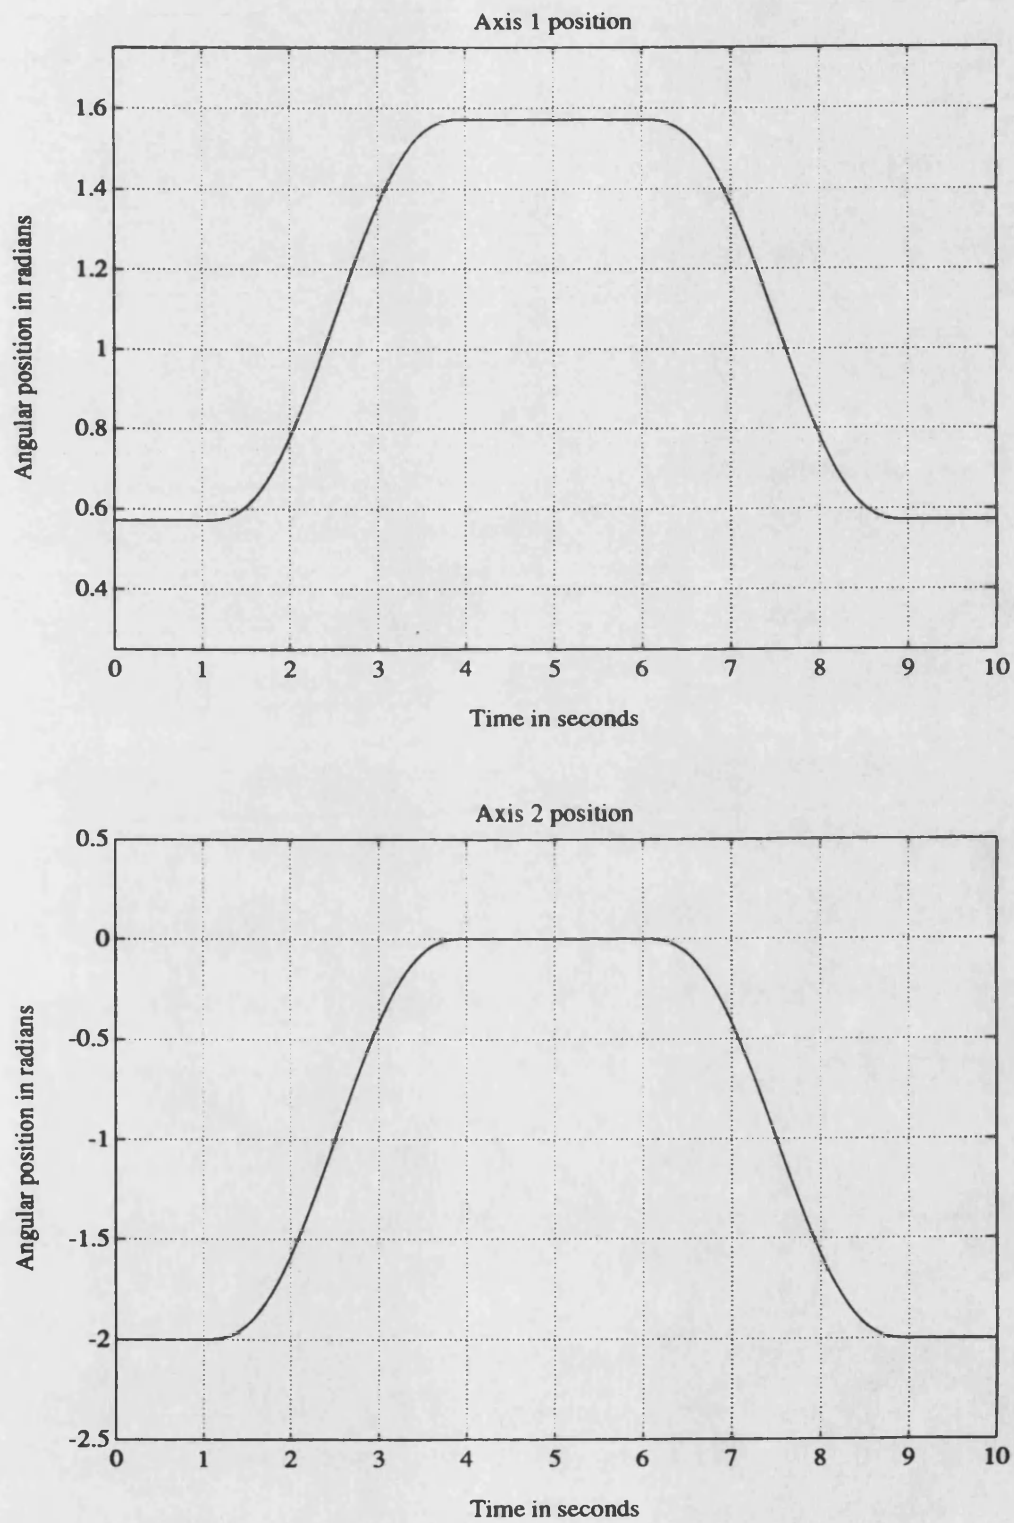 Axis 1 position
Angular position in radians
1.6
1.4
1.2
1
0.8
0.6
0.4
0 1 2 3 4 5 6 7 8 9 10
Time in seconds
Axis 2 position
Angular position in radians
0.5
0
-0.5
-1
-1.5
-2
-2.5
0 1 2 3 4 5 6 7 8 9 10
Time in seconds